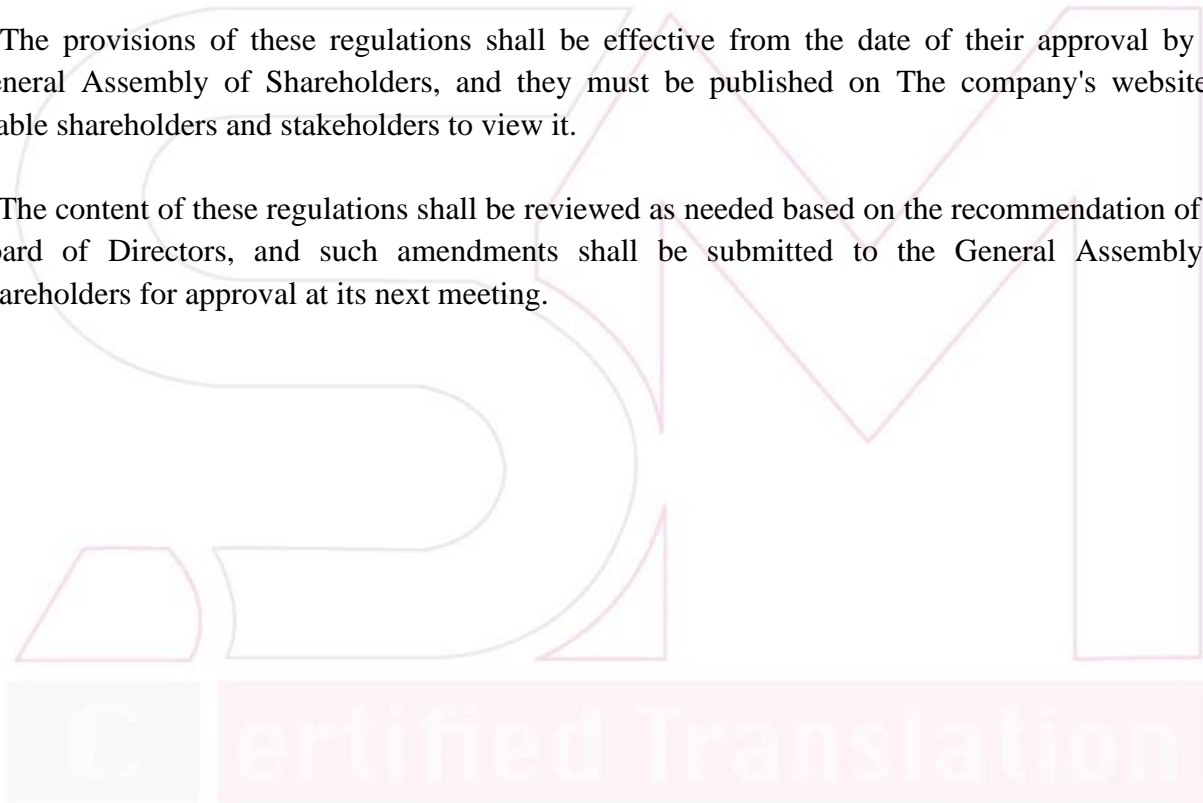 The provisions of these regulations shall be effective from the date of their approval by
eneral Assembly of Shareholders, and they must be published on The company's website
able shareholders and stakeholders to view it.
The content of these regulations shall be reviewed as needed based on the recommendation of
ard of Directors, and such amendments shall be submitted to the General Assembly
areholders for approval at its next meeting.
SM
Certified Translation